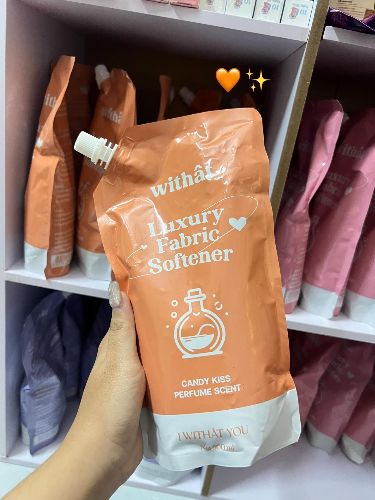 withât
Luxury
Fabric
Softener
CANDY KISS
PERFUME SCENT
I WITHÂT YOU